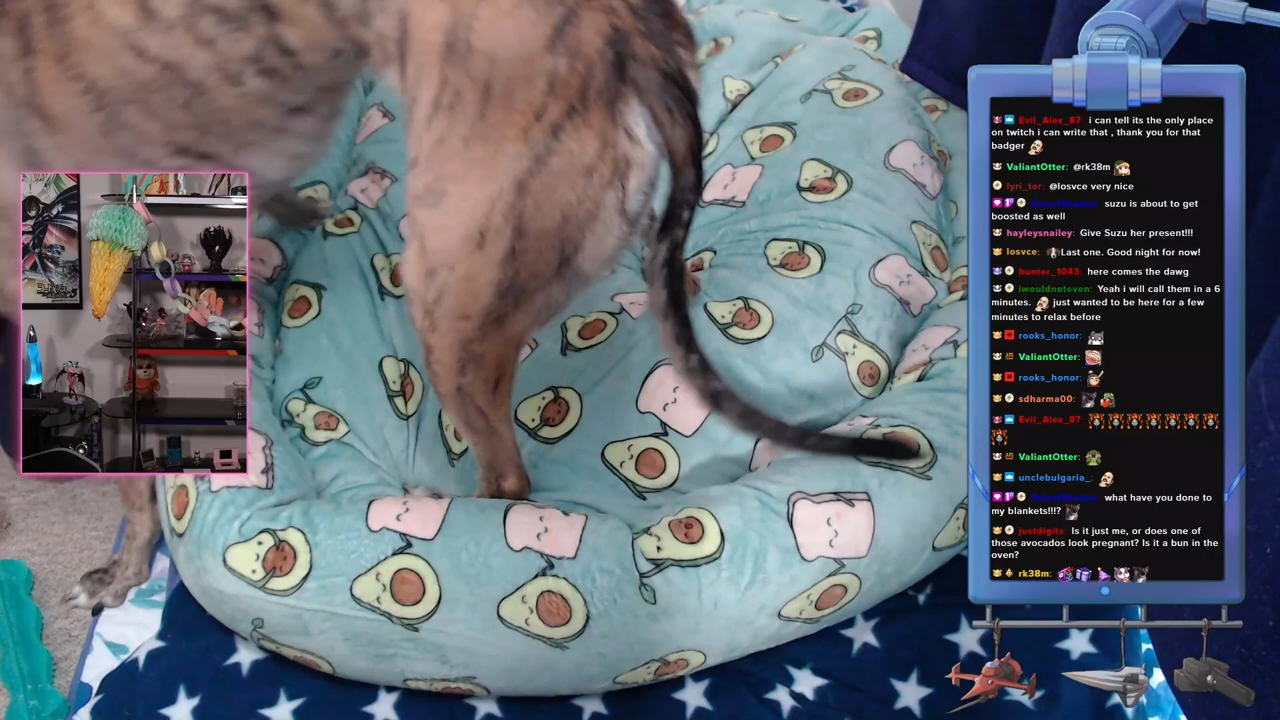 Evil_Alex_87: i can tell its the only place
on twitch i can write that , thank you for that
badger
ValiantOtter: @rk38m
lyri_tor: @losvce very nice
suzu is about to get
boosted as well
hayleysnailey: Give Suzu her present!!!
losvce: Last one. Good night for now!
hunter_1043: here comes the dawg
iwouldnoteven: Yeah i will call them in a 6
minutes. just wanted to be here for a few
minutes to relax before
rooks_honor:
ValiantOtter:
rooks_honor:
sdharma00:
Evil_Alex_87:
ValiantOtter:
unclebulgaria_:
what have you done to
my blankets!!!?
justdigits: Is it just me, or does one of
those avocados look pregnant? Is it a bun in the
oven?
rk38m: